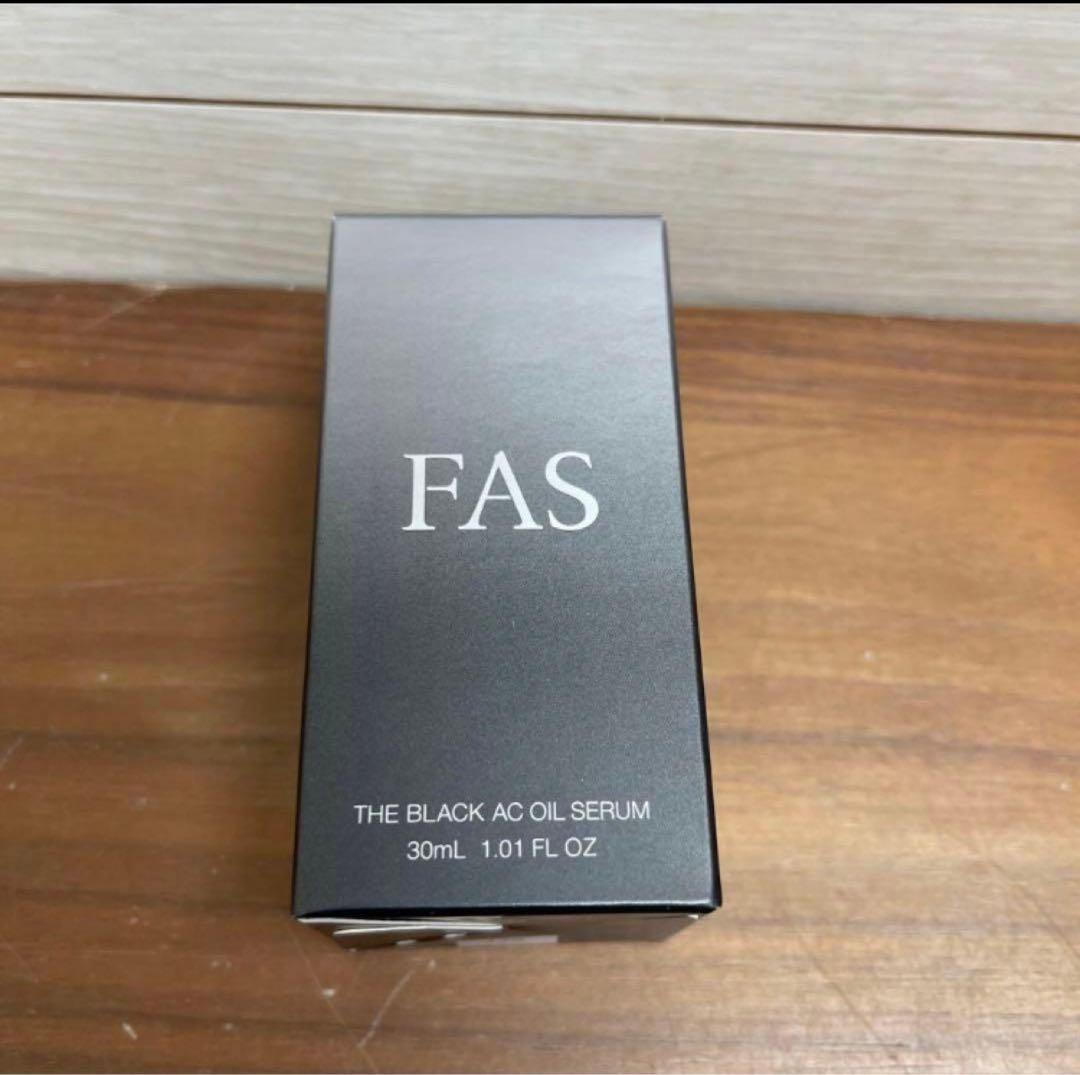 FAS
THE BLACK AC OIL SERUM
30mL 1.01 FL OZ